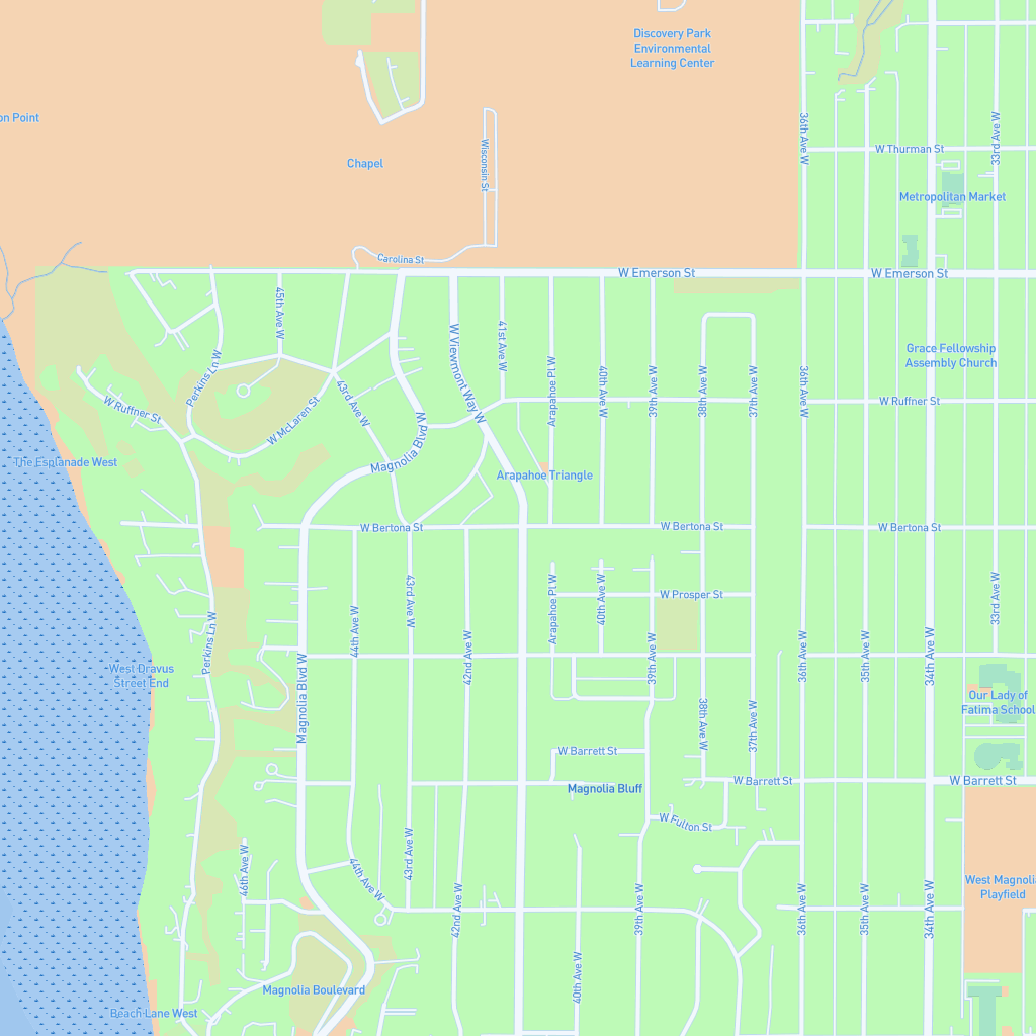 Discovery Park
Environmental
Learning Center
on Point
36th Ave W
33rd Ave W
W Thurman St
Wisconsin St
Chapel
Metropolitan Market
Carolina St
W Emerson St
W Emerson St
45th Ave W
41st Ave W
W Viewmont Way W
Grace Fellowship
Assembly Church
Perkins Ln W
43rd Ave W
Arapahoe Pl W
40th Ave W
39th Ave W
38th Ave W
37th Ave W
36th Ave W
W Ruffner St
W Ruffner St
W McLaren St
Magnolia Blvd W
The Esplanade West
Arapahoe Triangle
W Bertona St
W Bertona St
W Bertona St
43rd Ave W
Arapahoe Pl W
40th Ave W
W Prosper St
33rd Ave W
Perkins Ln W
44th Ave W
42nd Ave W
39th Ave W
36th Ave W
35th Ave W
34th Ave W
West Dravus
Street End
Magnolia Blvd W
38th Ave W
37th Ave W
Our Lady of
Fatima School
W Barrett St
W Barrett St
W Barrett St
Magnolia Bluff
W Fulton St
46th Ave W
44th Ave W
43rd Ave W
42nd Ave W
39th Ave W
36th Ave W
35th Ave W
34th Ave W
West Magnolia
Playfield
40th Ave W
Magnolia Boulevard
Beach Lane West